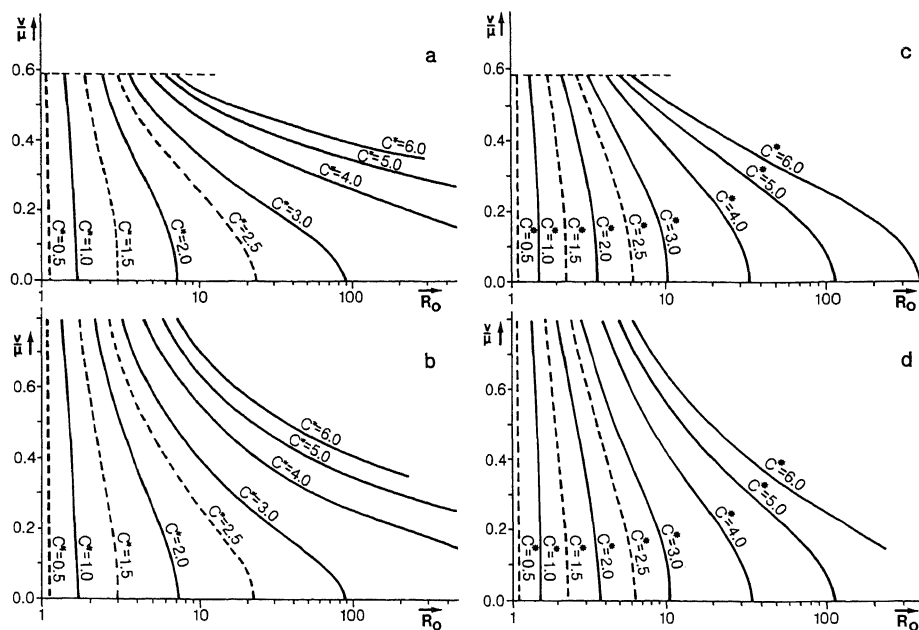 v/μ ↑
a
0.6
0.4
0.2
0.0
C*=0.5
C*=1.0
C*=1.5
C*=2.0
C*=2.5
C*=3.0
C*=4.0
C*=5.0
C*=6.0
1
10
100
R₀
v/μ ↑
c
0.6
0.4
0.2
0.0
C*=0.5
C*=1.0
C*=1.5
C*=2.0
C*=2.5
C*=3.0
C*=4.0
C*=5.0
C*=6.0
1
10
100
R₀
v/μ ↑
b
0.6
0.4
0.2
0.0
C*=0.5
C*=1.0
C*=1.5
C*=2.0
C*=2.5
C*=3.0
C*=4.0
C*=5.0
C*=6.0
1
10
100
R₀
v/μ ↑
d
0.8
0.6
0.4
0.2
0.0
C*=0.5
C*=1.0
C*=1.5
C*=2.0
C*=2.5
C*=3.0
C*=4.0
C*=5.0
C*=6.0
1
10
100
R₀